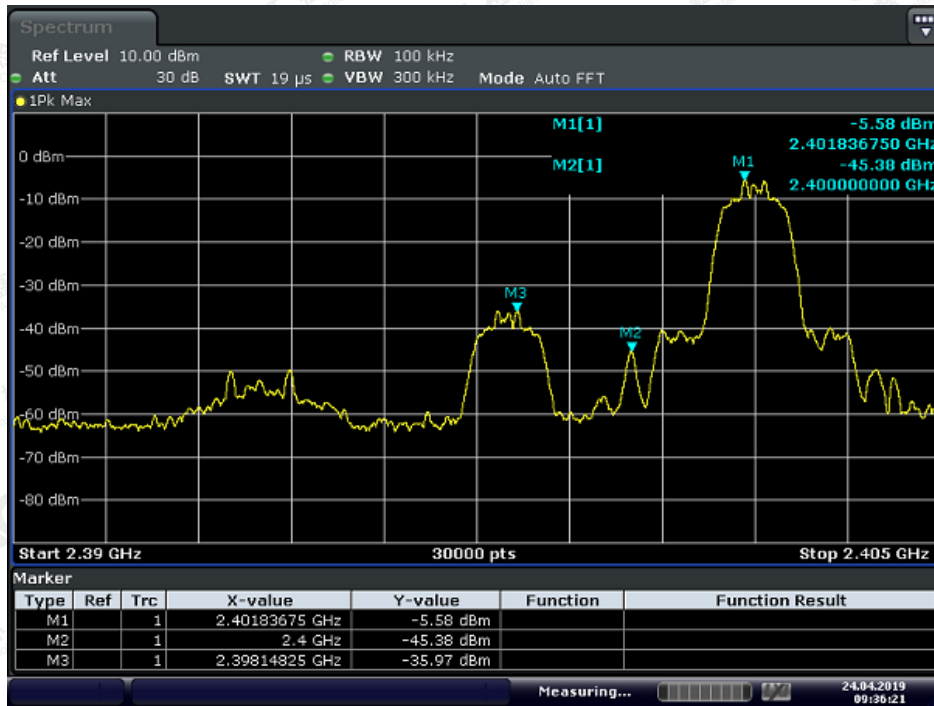 Spectrum
Ref Level 10.00 dBm RBW 100 kHz
Att 30 dB SWT 19 µs VBW 300 kHz Mode Auto FFT
1Pk Max
M1[1] -5.58 dBm
2.401836750 GHz
M2[1] -45.38 dBm
2.400000000 GHz
M1
M3
M2
0 dBm
-10 dBm
-20 dBm
-30 dBm
-40 dBm
-50 dBm
-60 dBm
-70 dBm
-80 dBm
Start 2.39 GHz 30000 pts Stop 2.405 GHz
Marker
Type Ref Trc X-value Y-value Function Function Result
M1 1 2.40183675 GHz -5.58 dBm
M2 1 2.4 GHz -45.38 dBm
M3 1 2.39814825 GHz -35.97 dBm
Measuring... 24.04.2019
09:36:21